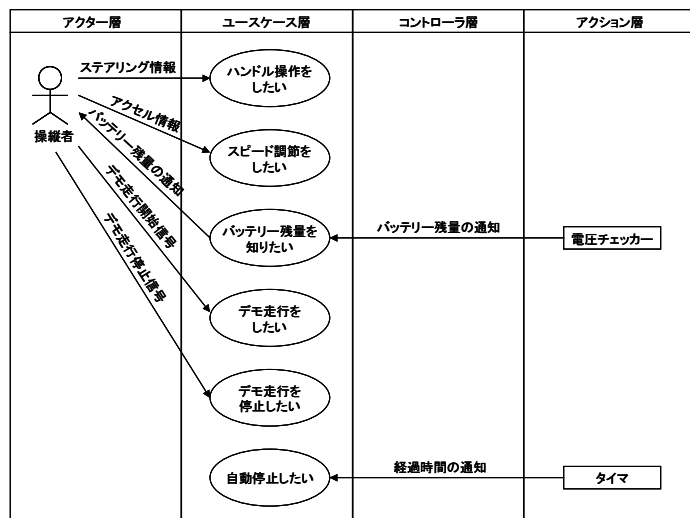 アクター層
ユースケース層
コントローラ層
アクション層
ステアリング情報
ハンドル操作を
したい
操縦者
アクセル情報
スピード調節を
したい
バッテリー残量の通知
バッテリー残量を
知りたい
バッテリー残量の通知
電圧チェッカー
デモ走行開始信号
デモ走行を
したい
デモ走行停止信号
デモ走行を
停止したい
自動停止したい
経過時間の通知
タイマ